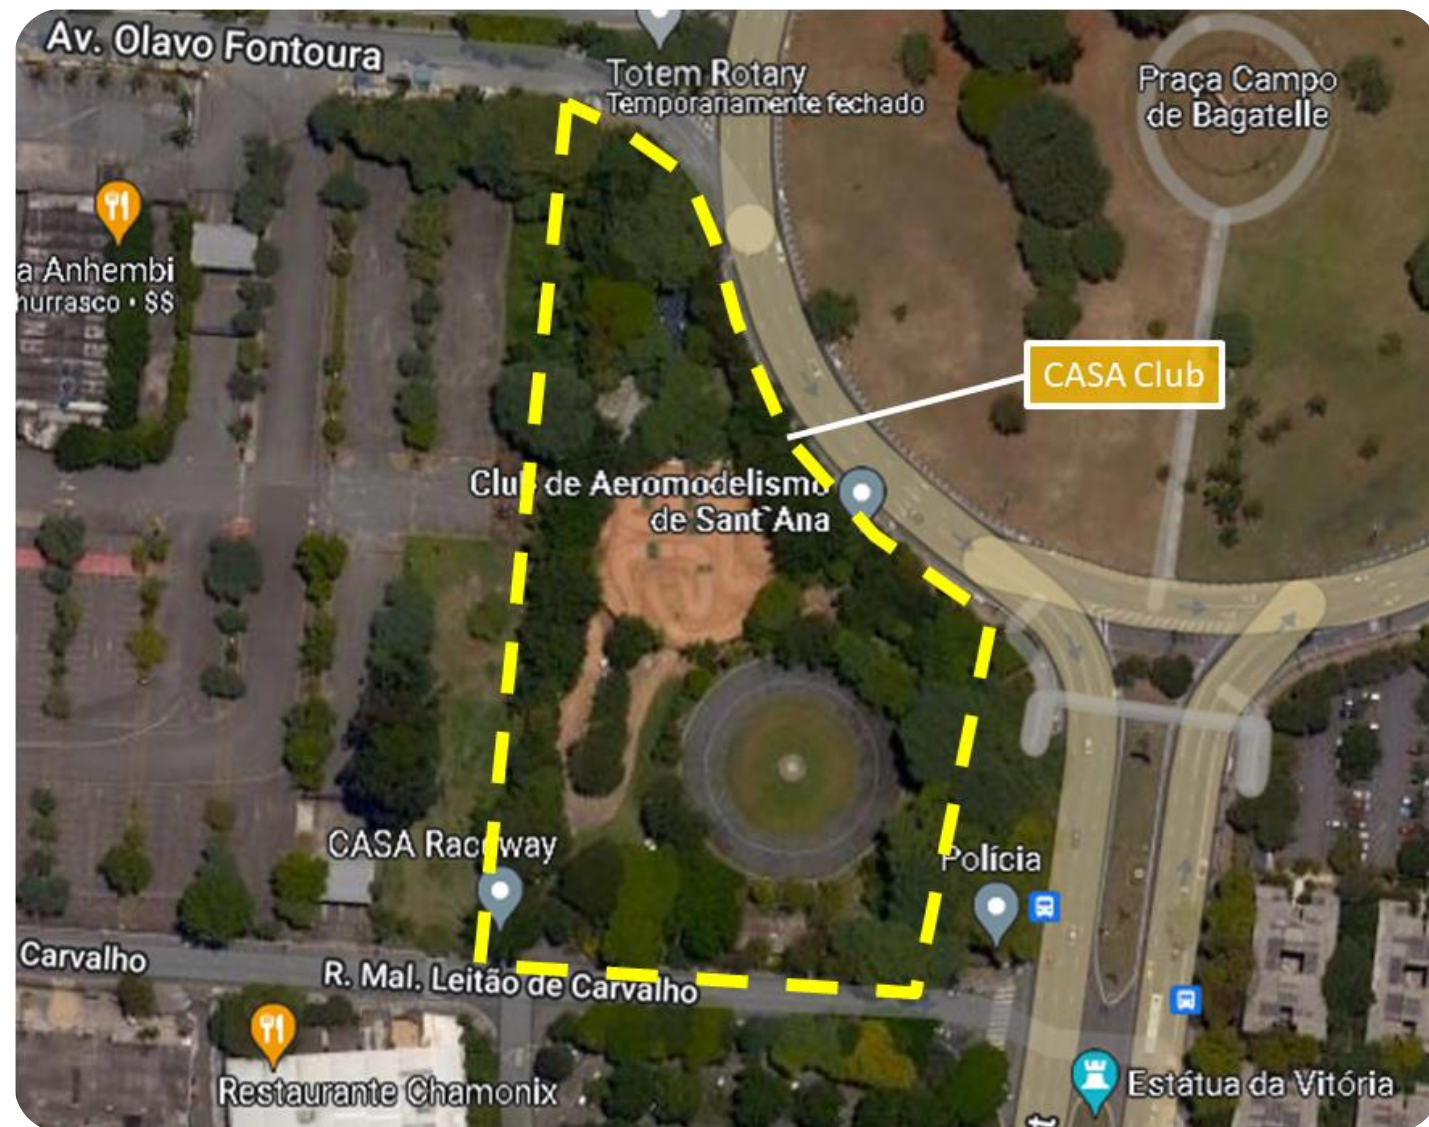 Av. Olavo Fontoura
Totem Rotary
Temporariamente fechado
Praça Campo
de Bagatelle
a Anhembi
hurrasco • $$
CASA Club
Club de Aeromodelismo
de Sant`Ana
CASA Raceway
Polícia
Carvalho
R. Mal. Leitão de Carvalho
Restaurante Chamonix
Estátua da Vitória
t